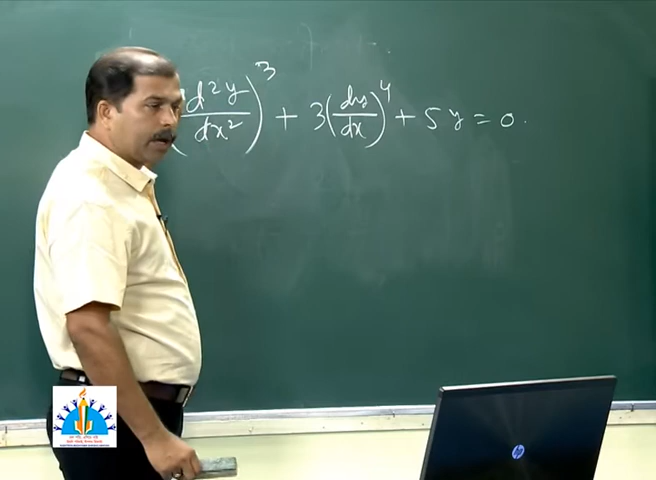 (d²y/dx²)³ + 3(dy/dx)⁴ + 5y = 0.